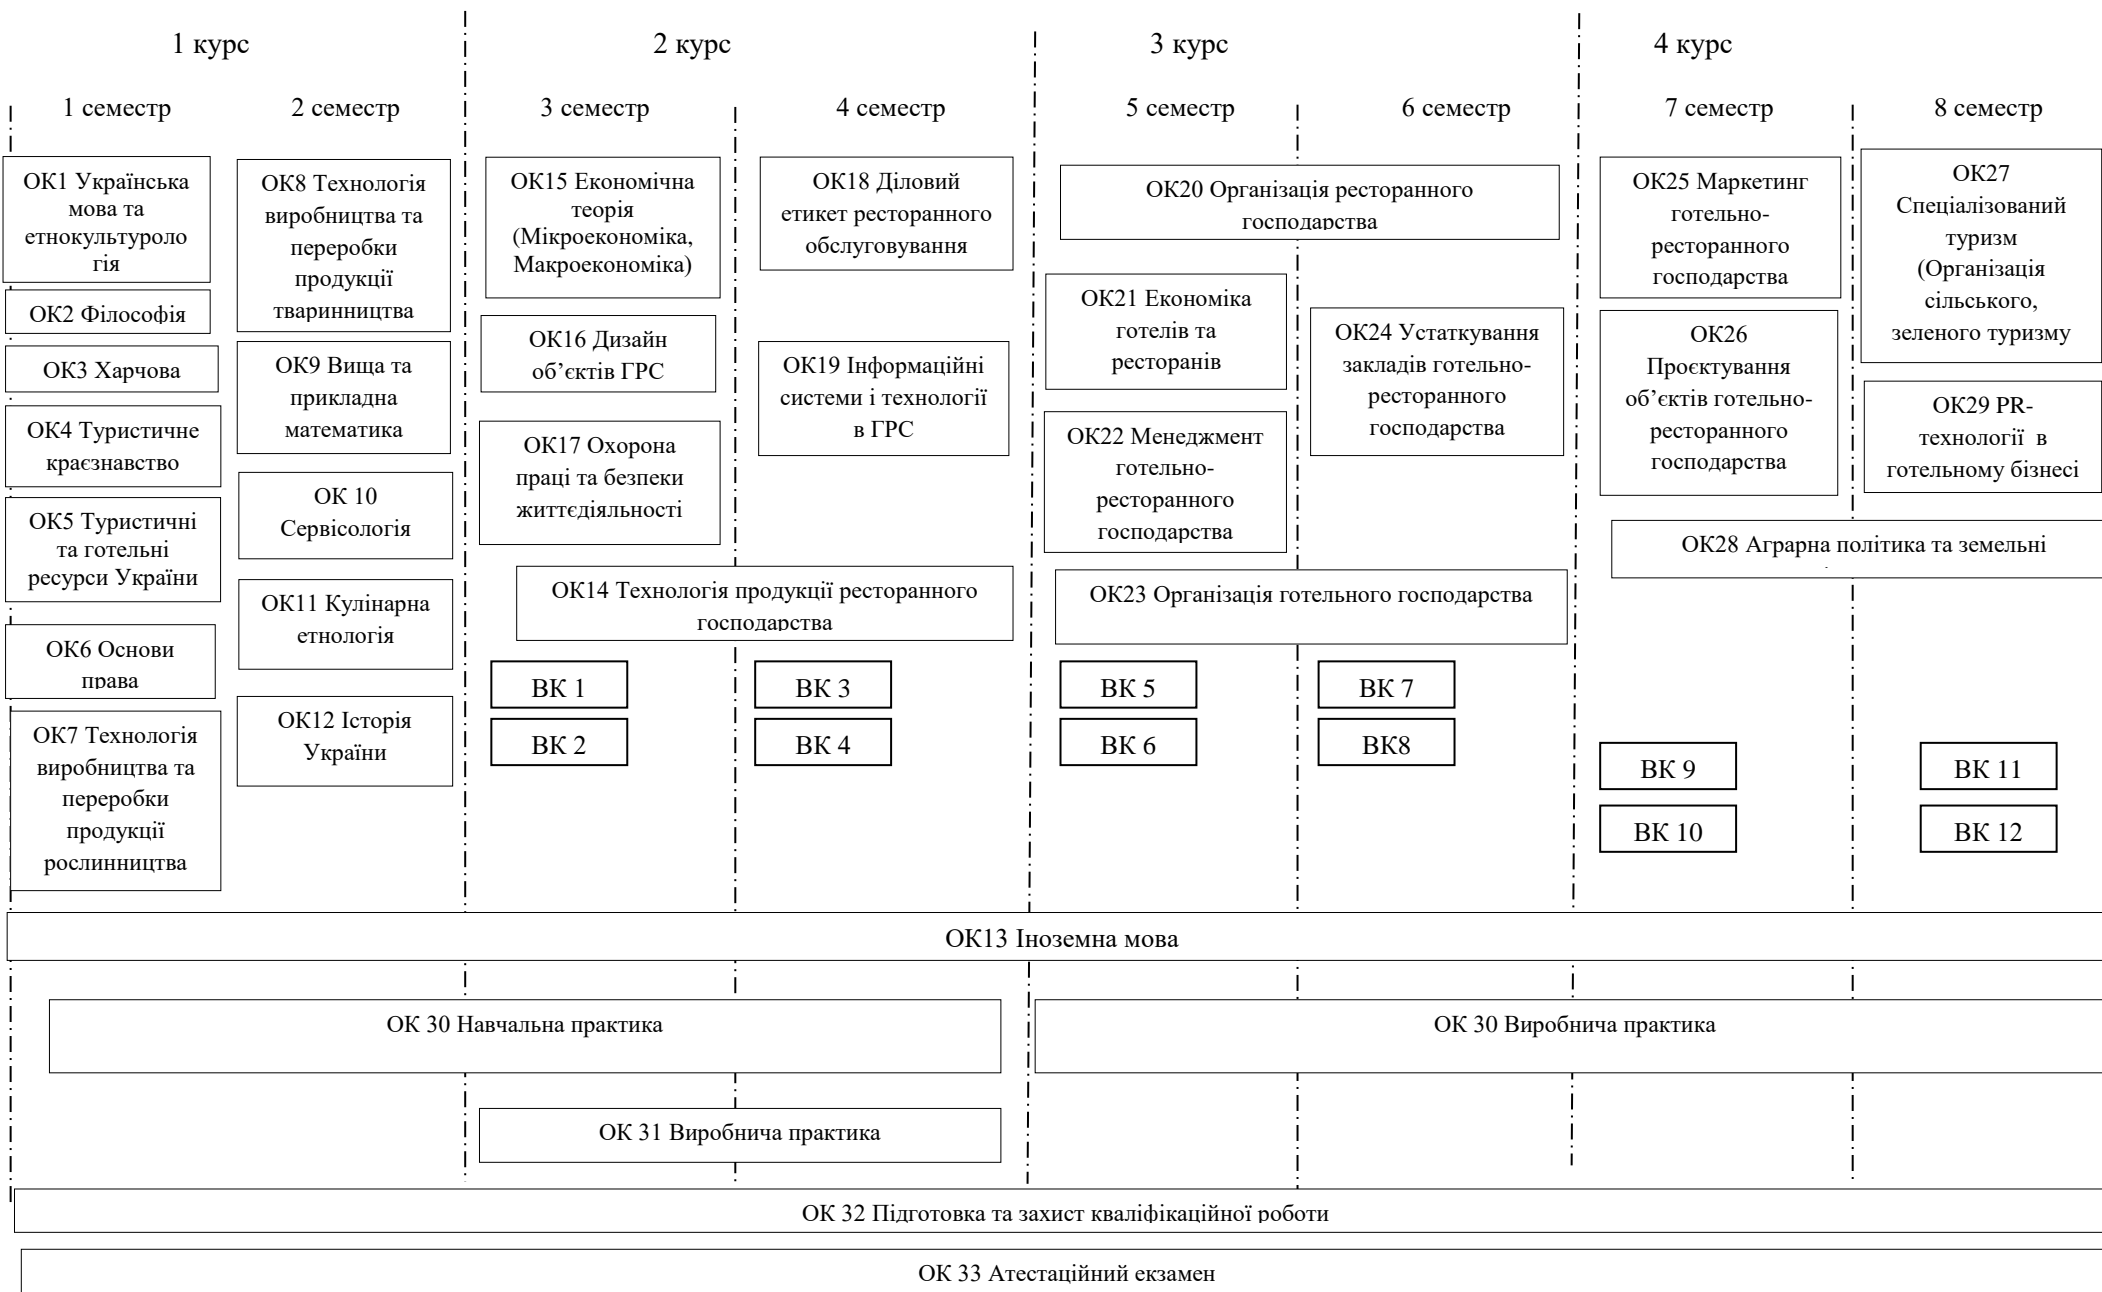 1 курс
2 курс
3 курс
4 курс
1 семестр
2 семестр
3 семестр
4 семестр
5 семестр
6 семестр
7 семестр
8 семестр
ОК1 Українська
мова та
етнокультуроло
гія
ОК2 Філософія
ОК3 Харчова
ОК4 Туристичне
краєзнавство
ОК5 Туристичні
та готельні
ресурси України
ОК6 Основи
права
ОК7 Технологія
виробництва та
переробки
продукції
рослинництва
ОК8 Технологія
виробництва та
переробки
продукції
тваринництва
ОК9 Вища та
прикладна
математика
ОК 10
Сервісологія
ОК11 Кулінарна
етнологія
ОК12 Історія
України
ОК15 Економічна
теорія
(Мікроекономіка,
Макроекономіка)
ОК16 Дизайн
об’єктів ГРС
ОК17 Охорона
праці та безпеки
життєдіяльності
ОК18 Діловий
етикет ресторанного
обслуговування
ОК19 Інформаційні
системи і технології
в ГРС
ОК14 Технологія продукції ресторанного
господарства
ВК 1
ВК 2
ВК 3
ВК 4
ОК20 Організація ресторанного
господарства
ОК21 Економіка
готелів та
ресторанів
ОК22 Менеджмент
готельно-
ресторанного
господарства
ОК24 Устаткування
закладів готельно-
ресторанного
господарства
ОК23 Організація готельного господарства
ВК 5
ВК 6
ВК 7
ВК8
ОК25 Маркетинг
готельно-
ресторанного
господарства
ОК26
Проєктування
об’єктів готельно-
ресторанного
господарства
ОК27
Спеціалізований
туризм
(Організація
сільського,
зеленого туризму
ОК29 PR-
технології в
готельному бізнесі
ОК28 Аграрна політика та земельні
ВК 9
ВК 10
ВК 11
ВК 12
ОК13 Іноземна мова
ОК 30 Навчальна практика
ОК 30 Виробнича практика
ОК 31 Виробнича практика
ОК 32 Підготовка та захист кваліфікаційної роботи
ОК 33 Атестаційний екзамен